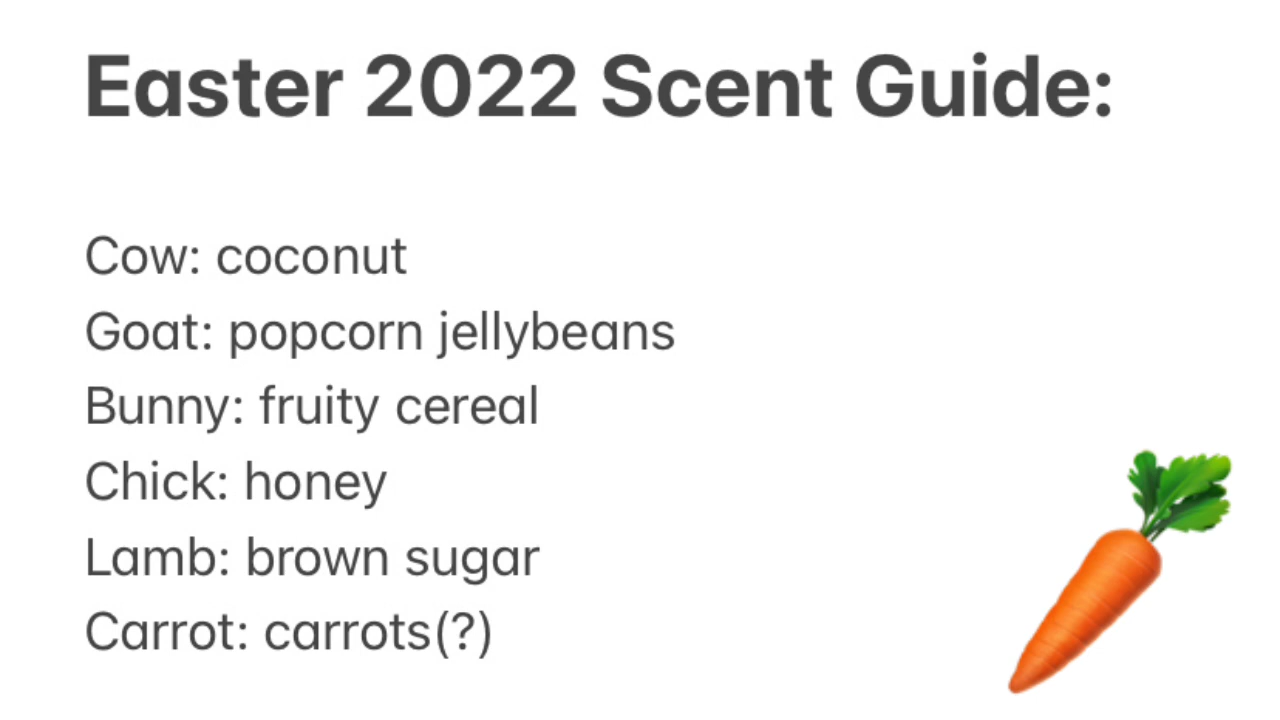 Easter 2022 Scent Guide:
Cow: coconut
Goat: popcorn jellybeans
Bunny: fruity cereal
Chick: honey
Lamb: brown sugar
Carrot: carrots(?)